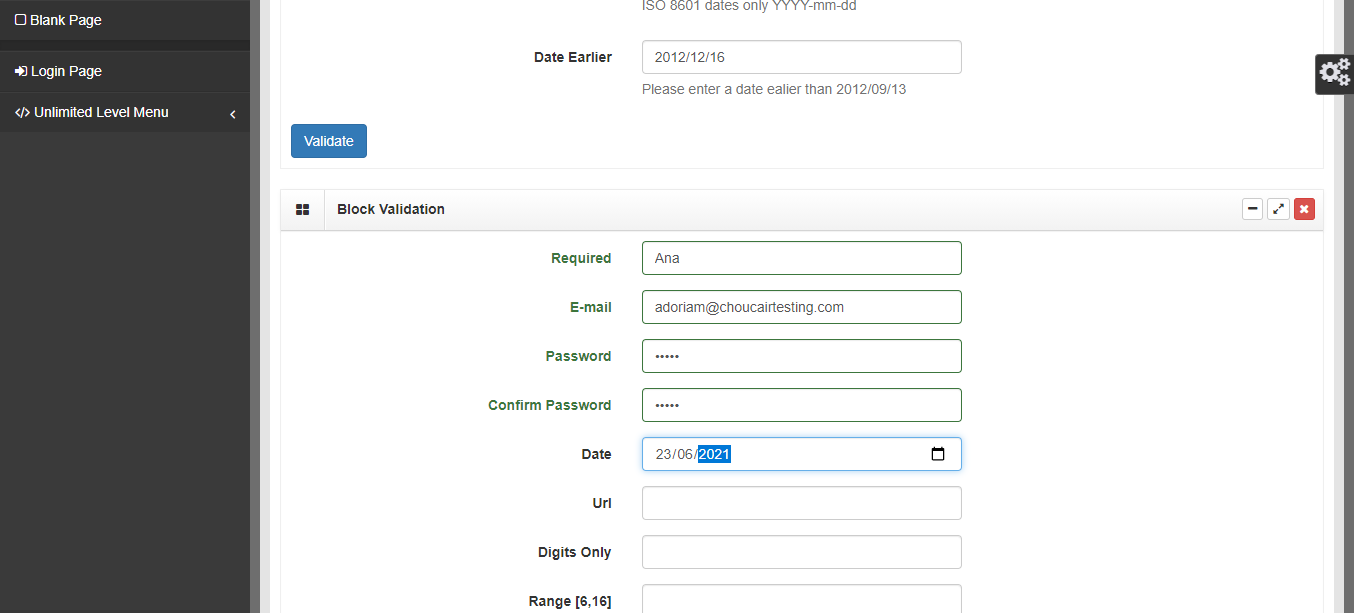 Blank Page
Login Page
Unlimited Level Menu
ISO 8601 dates only YYYY-mm-dd
Date Earlier 2012/12/16
Please enter a date ealier than 2012/09/13
Validate
Block Validation
Required Ana
E-mail adoriam@choucairtesting.com
Password •••••
Confirm Password •••••
Date 23/06/2021
Url
Digits Only
Range [6,16]